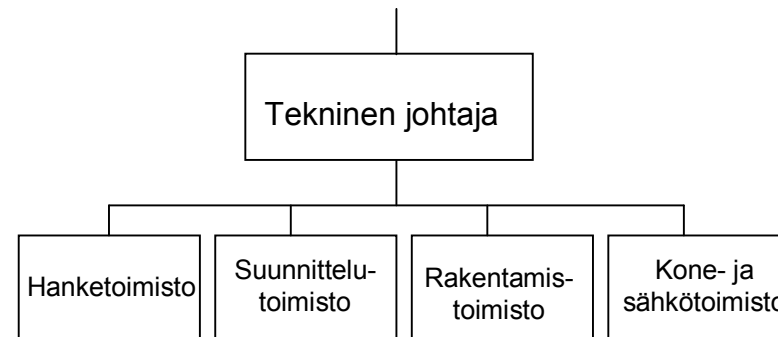 Tekninen johtaja
Hanketoimisto
Suunnittelu-
toimisto
Rakentamis-
toimisto
Kone- ja
sähkötoimisto